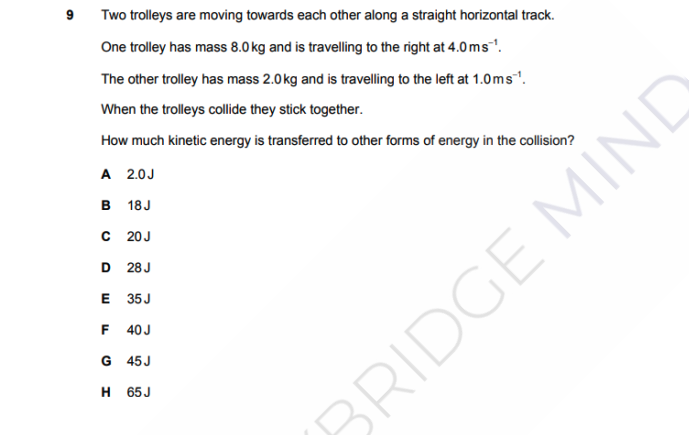 9 Two trolleys are moving towards each other along a straight horizontal track.
One trolley has mass 8.0 kg and is travelling to the right at 4.0 m s⁻¹.
The other trolley has mass 2.0 kg and is travelling to the left at 1.0 m s⁻¹.
When the trolleys collide they stick together.
How much kinetic energy is transferred to other forms of energy in the collision?
A 2.0 J
B 18 J
C 20 J
D 28 J
E 35 J
F 40 J
G 45 J
H 65 J
BRIDGE MIND